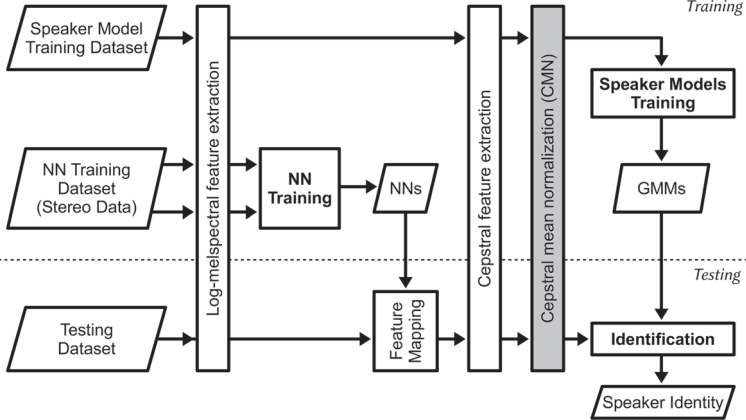 Training
Speaker Model
Training Dataset
Log-melspectral feature extraction
Cepstral feature extraction
Cepstral mean normalization (CMN)
Speaker Models
Training
NN Training
Dataset
(Stereo Data)
NN
Training
NNs
GMMs
Testing
Testing
Dataset
Feature
Mapping
Identification
Speaker Identity